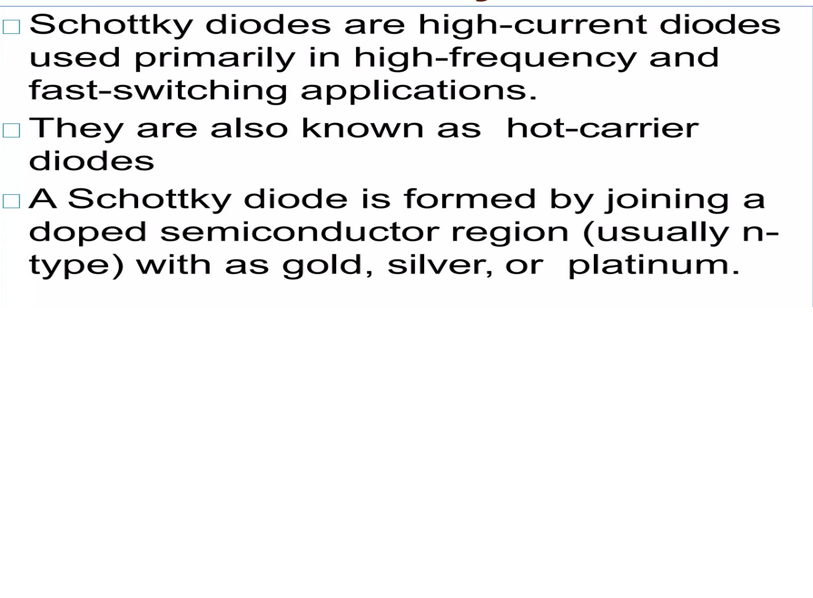 Schottky diodes are high-current diodes
used primarily in high-frequency and
fast-switching applications.
They are also known as hot-carrier
diodes
A Schottky diode is formed by joining a
doped semiconductor region (usually n-
type) with as gold, silver, or platinum.